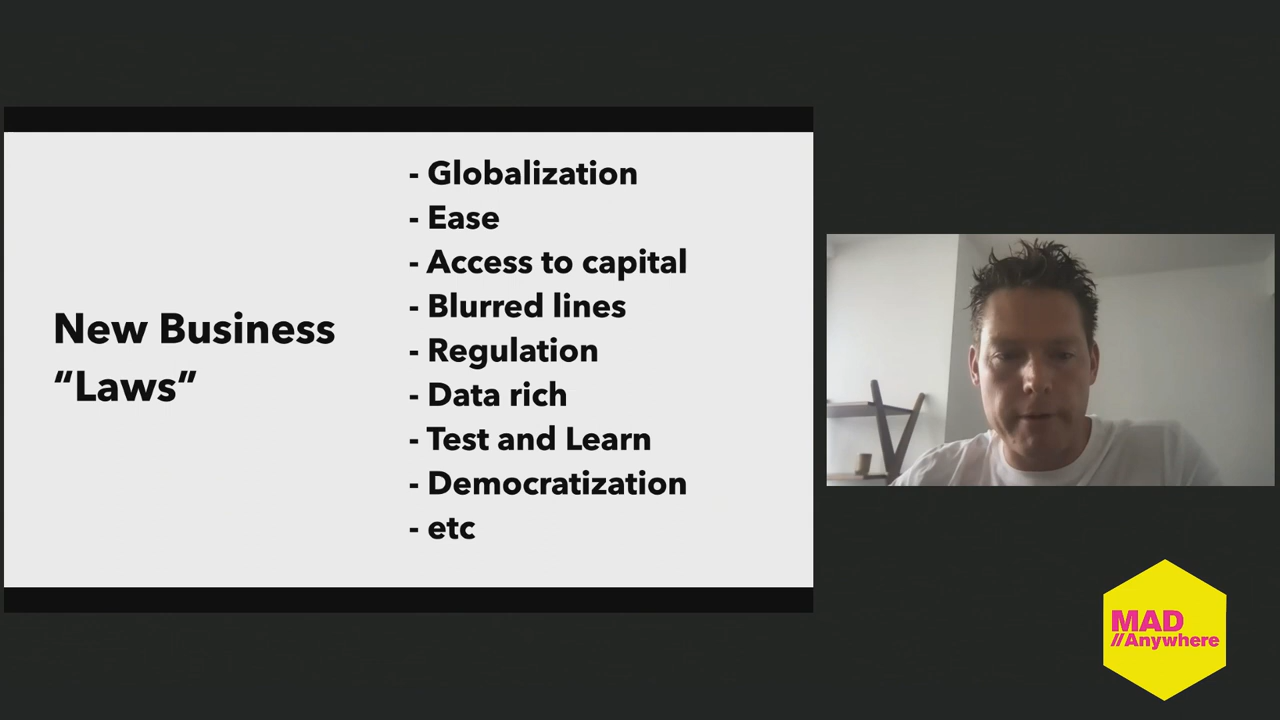 New Business
“Laws”
- Globalization
- Ease
- Access to capital
- Blurred lines
- Regulation
- Data rich
- Test and Learn
- Democratization
- etc
MAD
//Anywhere